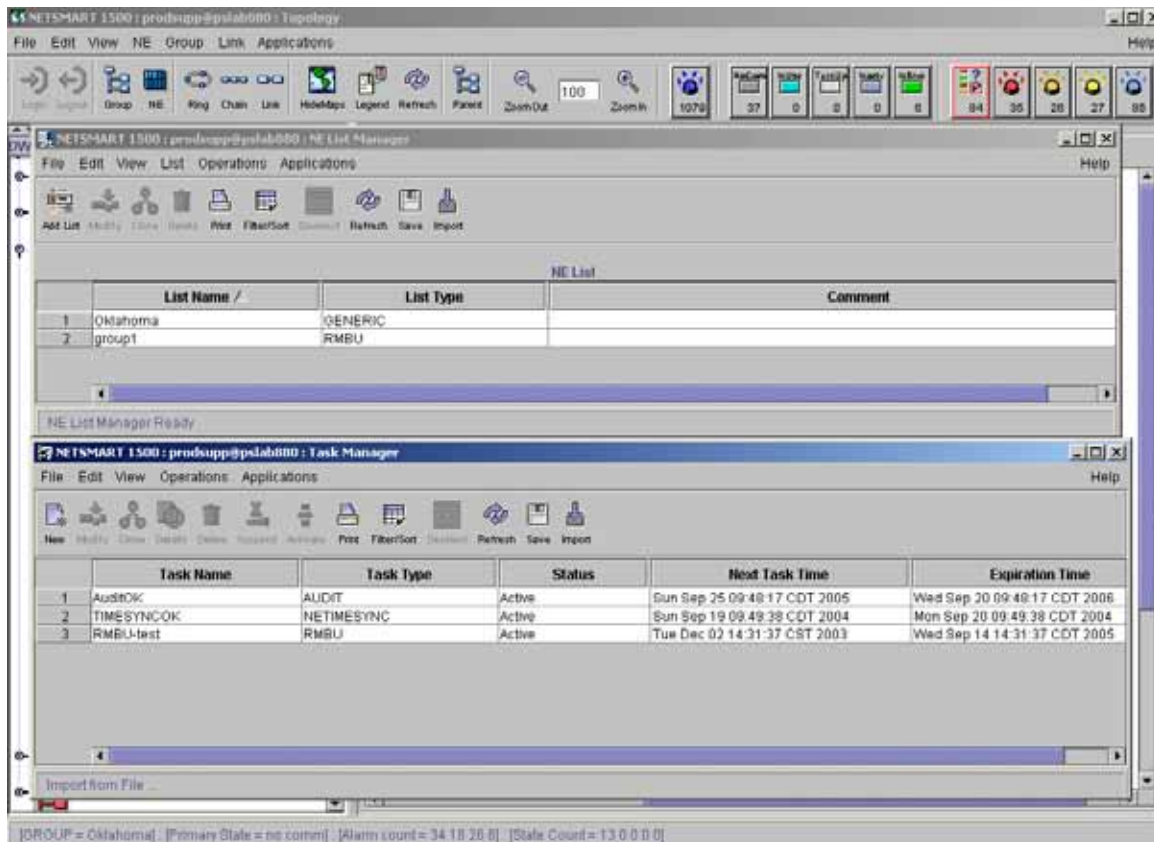 NETSMART 1500 : prodsupp@pslab080 : Topology
File Edit View NE Group Link Applications Help
Login Logout Group NE Ring Chain Link HideMaps Legend Refresh Parent ZoomOut 100 ZoomIn 1079 37 0 0 0 6 84 35 26 27 88
NETSMART 1500 : prodsupp@pslab080 : NE List Manager
File Edit View List Operations Applications Help
Add List Modify Clone Delete Print Filter/Sort Deselect Refresh Save Import
NE List
List Name / List Type Comment
1 Oklahoma GENERIC
2 group1 RMBU
NE List Manager Ready
NETSMART 1500 : prodsupp@pslab080 : Task Manager
File Edit View Operations Applications Help
New Modify Clone Details Delete Suspend Activate Print Filter/Sort Deselect Refresh Save Import
Task Name Task Type Status Next Task Time Expiration Time
1 AuditOK AUDIT Active Sun Sep 25 09:48:17 CDT 2005 Wed Sep 20 09:48:17 CDT 2006
2 TIMESYNCOK NETIMESYNC Active Sun Sep 19 09:49:38 CDT 2004 Mon Sep 20 09:49:38 CDT 2004
3 RMBU-test RMBU Active Tue Dec 02 14:31:37 CST 2003 Wed Sep 14 14:31:37 CDT 2005
Import from File ...
[GROUP = Oklahoma] [Primary State = no comm] [Alarm count = 34 18 26 8] [State Count = 13 0 0 0 0]